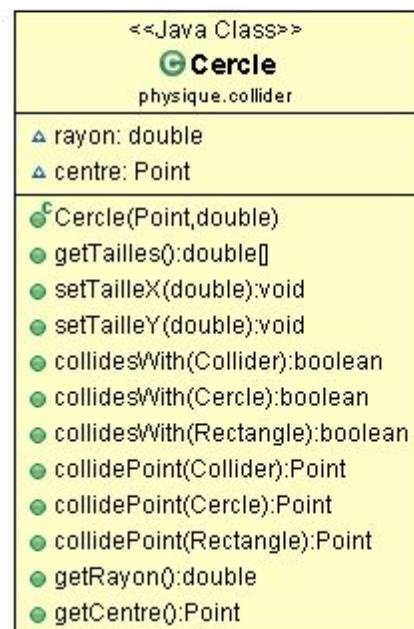 <<Java Class>>
Cercle
physique.collider
rayon: double
centre: Point
Cercle(Point,double)
getTailles():double[]
setTailleX(double):void
setTailleY(double):void
collidesWith(Collider):boolean
collidesWith(Cercle):boolean
collidesWith(Rectangle):boolean
collidePoint(Collider):Point
collidePoint(Cercle):Point
collidePoint(Rectangle):Point
getRayon():double
getCentre():Point